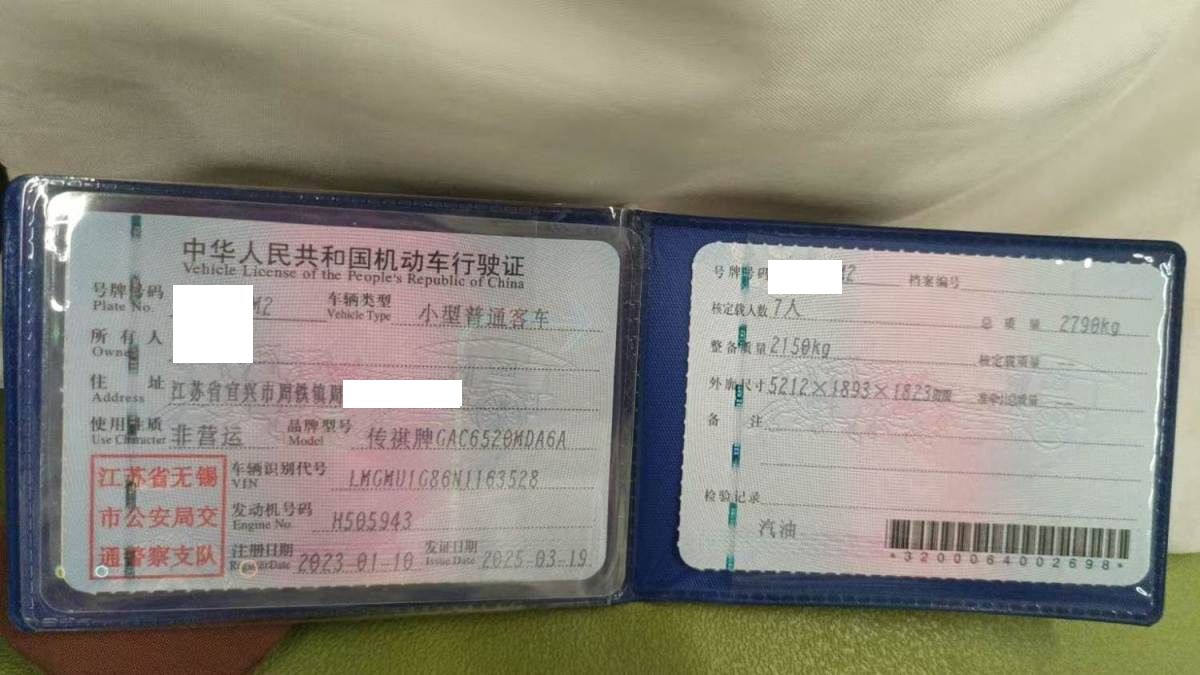 中华人民共和国机动车行驶证
Vehicle License of the People's Republic of China
号牌号码 M2 车辆类型 小型普通客车
Plate No. Vehicle Type
所有人
Owner
住址 江苏省宜兴市周铁镇
Address
使用性质 非营运 品牌型号 传祺牌GAC6520MDA6A
Use Character Model
江苏省无锡
市公安局交
通警察支队
车辆识别代号 LMGMU1G86N1163528
VIN
发动机号码 H505943
Engine No.
注册日期 2023-01-10 发证日期 2025-03-19
Register Date Issue Date
号牌号码 M2 档案编号
核定载人数 7人 总质量 2790kg
整备质量 2150kg 核定载质量 --
外廓尺寸 5212×1893×1823mm 准牵引总质量 --
备注
检验记录
汽油
*3200064002698*